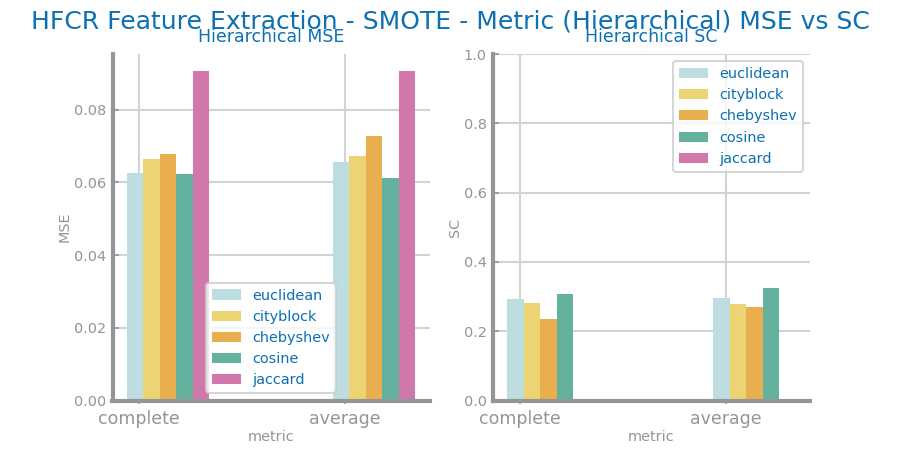 HFCR Feature Extraction - SMOTE - Metric (Hierarchical) MSE vs SC
Hierarchical MSE
MSE
0.08
0.06
0.04
0.02
0.00
euclidean
cityblock
chebyshev
cosine
jaccard
complete
average
metric
Hierarchical SC
SC
1.0
0.8
0.6
0.4
0.2
0.0
euclidean
cityblock
chebyshev
cosine
jaccard
complete
average
metric